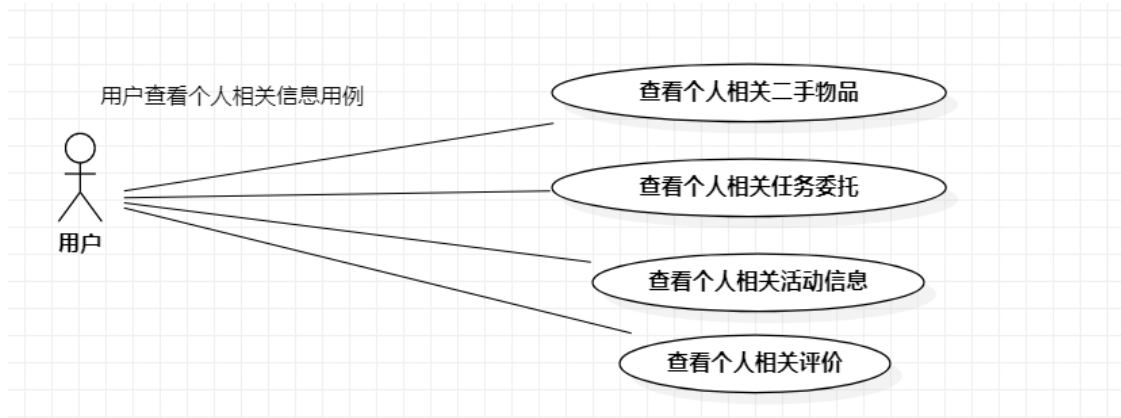 用户查看个人相关信息用例
查看个人相关二手物品
查看个人相关任务委托
用户
查看个人相关活动信息
查看个人相关评价